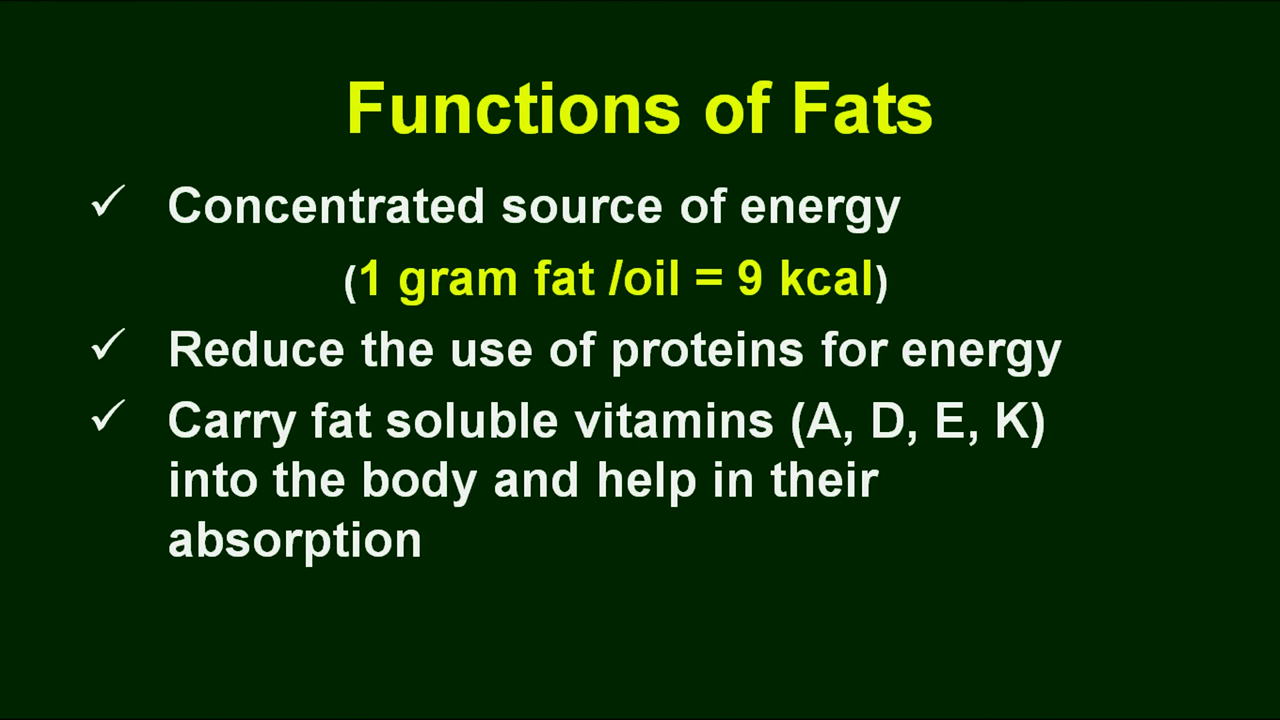 Functions of Fats
✓ Concentrated source of energy
(1 gram fat /oil = 9 kcal)
✓ Reduce the use of proteins for energy
✓ Carry fat soluble vitamins (A, D, E, K)
into the body and help in their
absorption